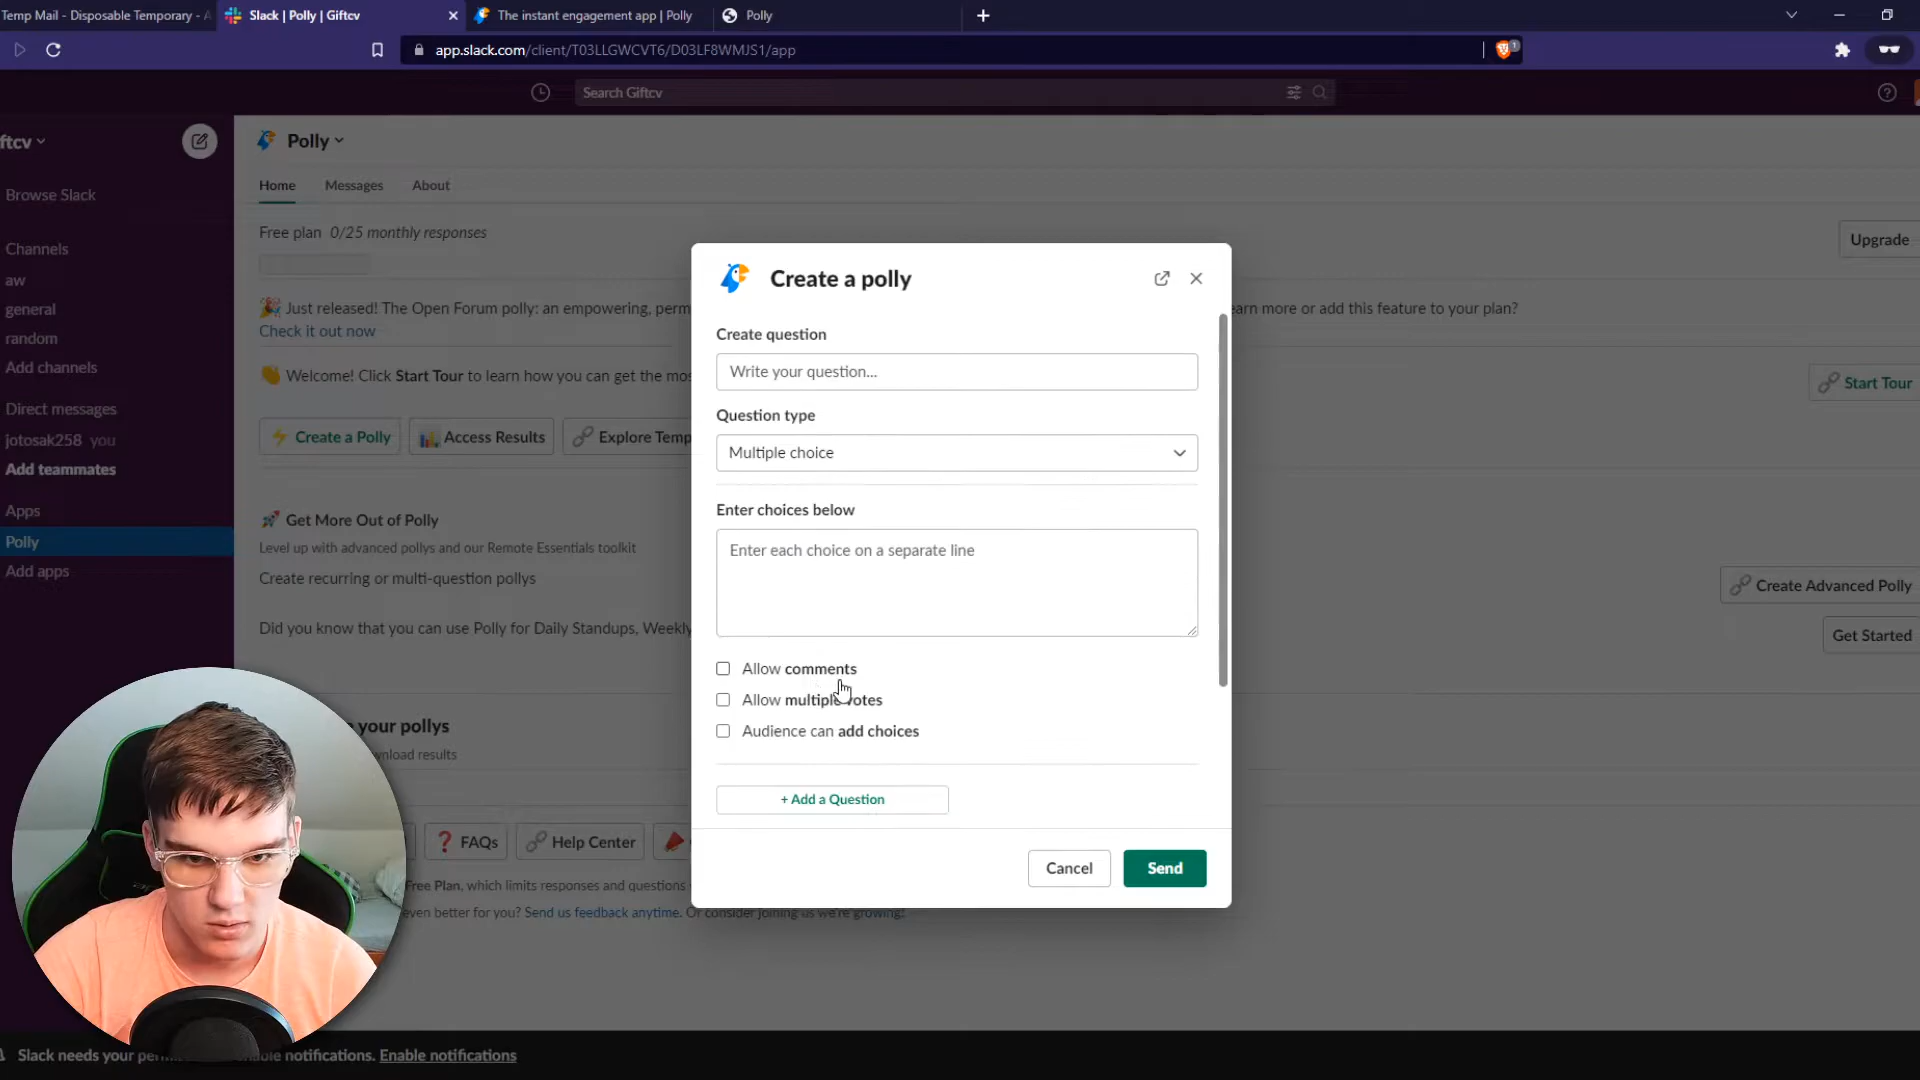 Temp Mail - Disposable Temporary - A
Slack | Polly | Giftcv
The instant engagement app | Polly
Polly
app.slack.com/client/T03LLGWCVT6/D03LF8WMJS1/app
1
Search Giftcv
ftcv
Polly
Browse Slack
Home
Messages
About
Free plan 0/25 monthly responses
Upgrade
Channels
aw
general
random
Add channels
Just released! The Open Forum polly: an empowering, perm
earn more or add this feature to your plan?
Check it out now
Welcome! Click Start Tour to learn how you can get the mos
Start Tour
Direct messages
jotosak258 you
Add teammates
Create a Polly
Access Results
Explore Temp
Apps
Polly
Add apps
Get More Out of Polly
Level up with advanced pollys and our Remote Essentials toolkit
Create recurring or multi-question pollys
Create Advanced Polly
Did you know that you can use Polly for Daily Standups, Weekly
Get Started
your pollys
wnload results
FAQs
Help Center
Free Plan, which limits responses and questions
even better for you? Send us feedback anytime. Or consider joining us we're growing!
Create a polly
Create question
Write your question...
Question type
Multiple choice
Enter choices below
Enter each choice on a separate line
Allow comments
Allow multiple votes
Audience can add choices
+ Add a Question
Cancel
Send
Slack needs your permi
ble notifications. Enable notifications